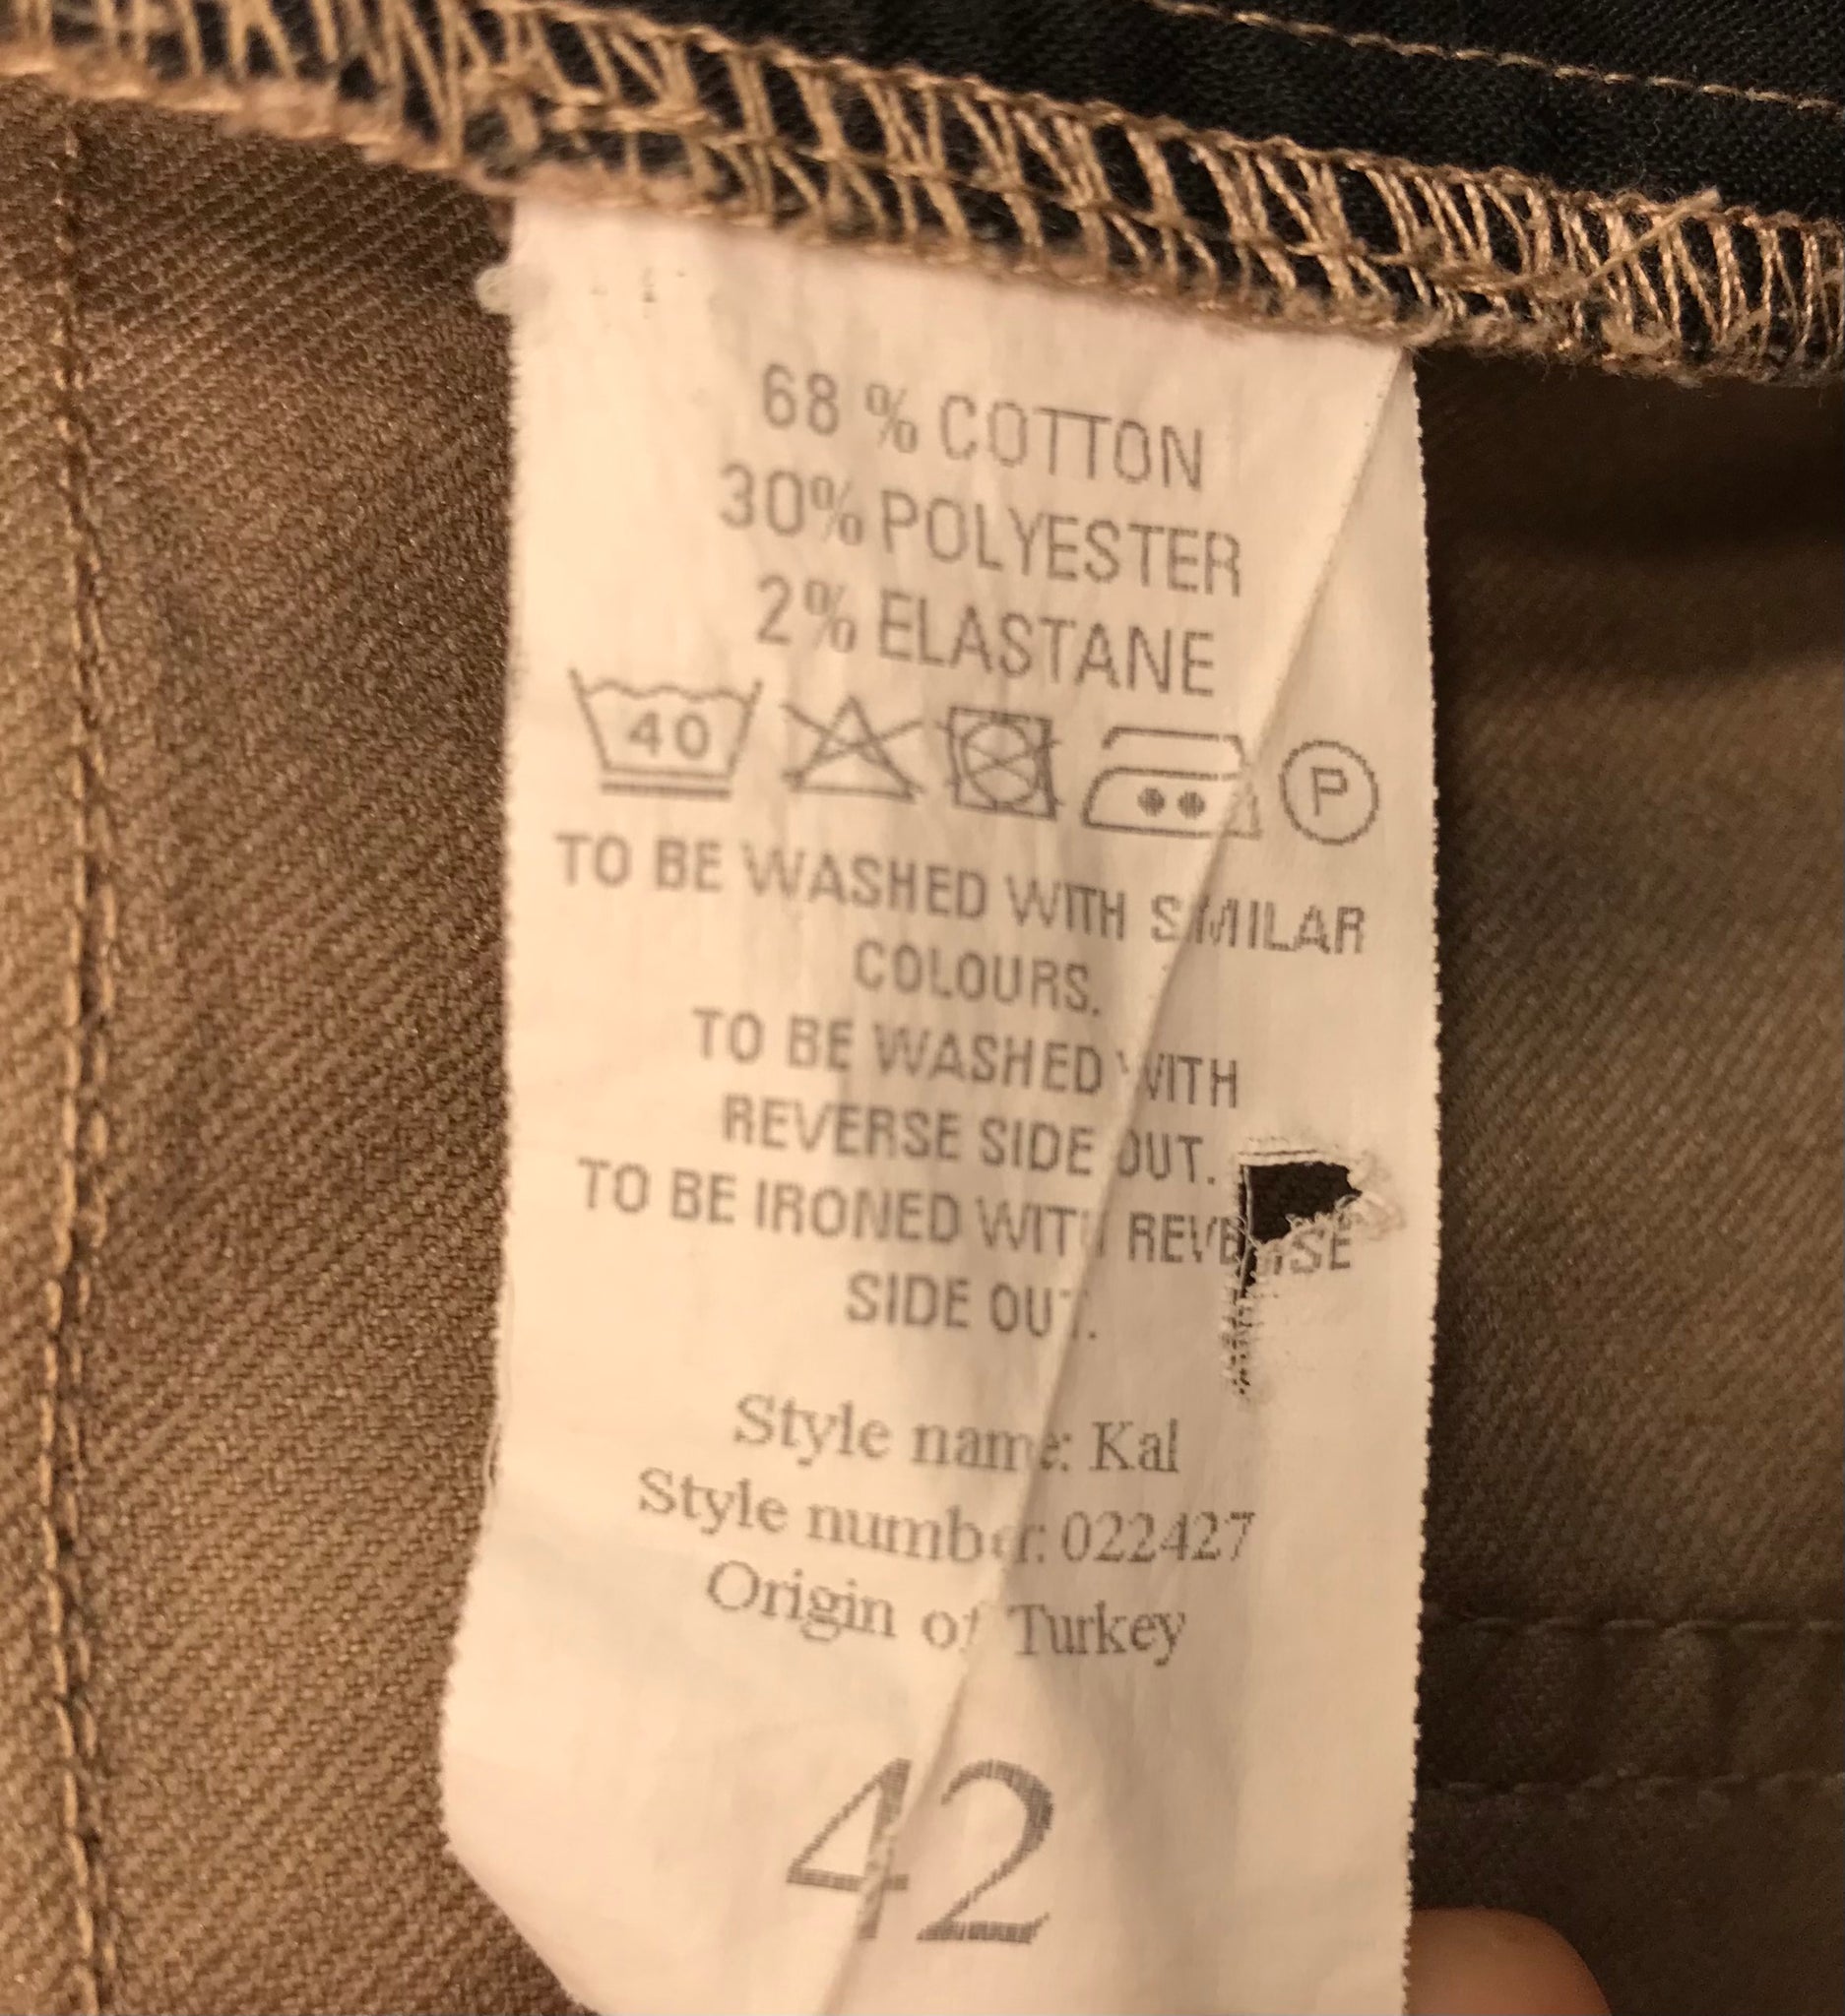 68 % COTTON
30% POLYESTER
2% ELASTANE
40 P
TO BE WASHED WITH SIMILAR
COLOURS.
TO BE WASHED WITH
REVERSE SIDE OUT.
TO BE IRONED WITH REVERSE
SIDE OUT.
Style name: Kal
Style number: 022427
Origin of Turkey
42